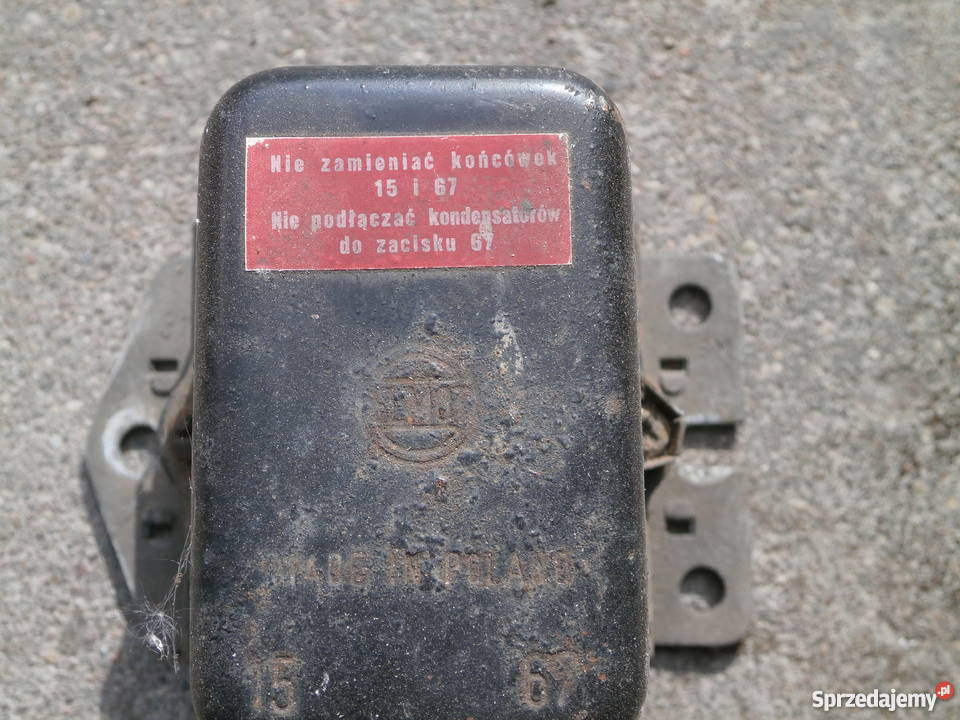 Nie zamieniać końcówek
15 i 67
Nie podłączać kondensatorów
do zacisku 67
MADE IN POLAND
15 67
Sprzedajemy.pl